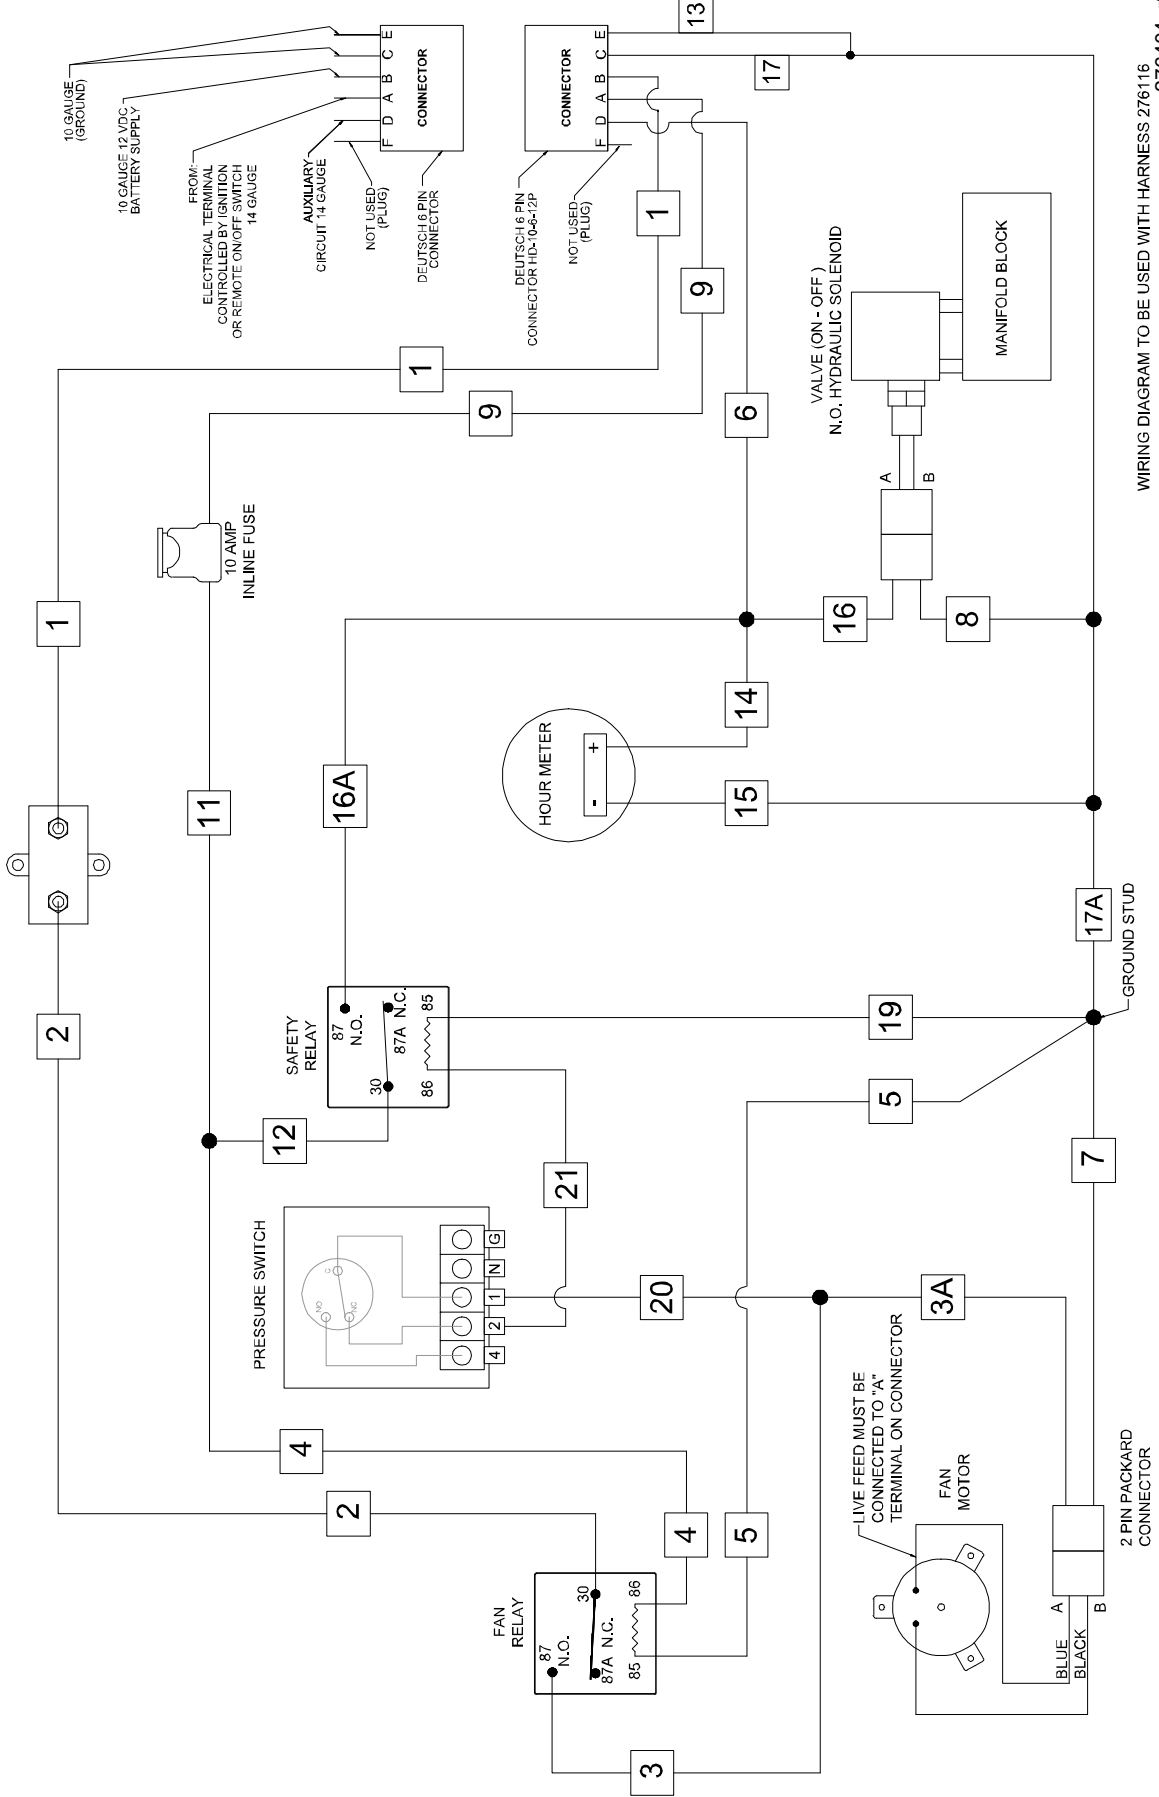 10 GAUGE
(GROUND)
10 GAUGE 12 VDC
BATTERY SUPPLY
FROM:
ELECTRICAL TERMINAL
CONTROLLED BY IGNITION
OR REMOTE ON/OFF SWITCH
14 GAUGE
AUXILIARY
CIRCUIT 14 GAUGE
NOT USED
(PLUG)
DEUTSCH 6 PIN
CONNECTOR
F D A B C E
CONNECTOR
DEUTSCH 6 PIN
CONNECTOR HD-10-6-12P
NOT USED
(PLUG)
F D A B C E
CONNECTOR
13
17
1
9
1
9
6
1
10 AMP
INLINE FUSE
11
2
2
VALVE (ON - OFF )
N.O. HYDRAULIC SOLENOID
MANIFOLD BLOCK
A
B
16
8
14
15
HOUR METER
- +
16A
SAFETY
RELAY
87
N.O.
30
87A N.C.
86
85
12
21
19
17A
GROUND STUD
5
7
PRESSURE SWITCH
NO
C
NC
4 2 1 N G
20
3A
4
4
5
FAN
RELAY
87
N.O.
30
87A N.C.
85
86
3
LIVE FEED MUST BE
CONNECTED TO "A"
TERMINAL ON CONNECTOR
FAN
MOTOR
BLUE
BLACK
A
B
2 PIN PACKARD
CONNECTOR
WIRING DIAGRAM TO BE USED WITH HARNESS 276116